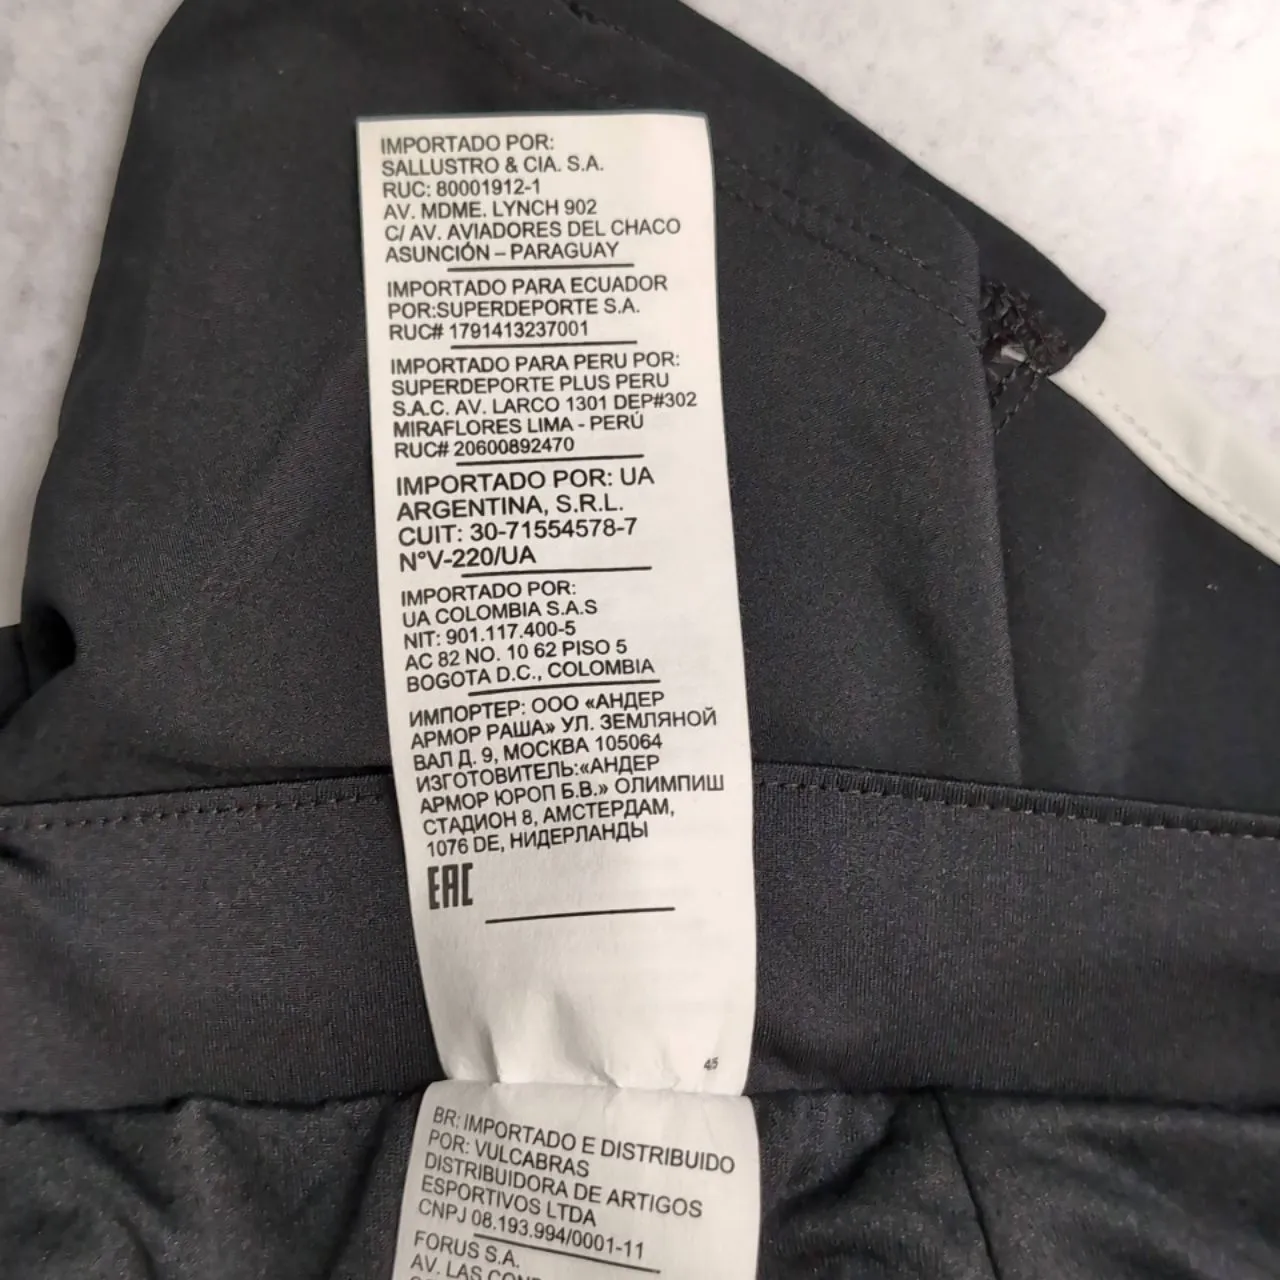 IMPORTADO POR:
SALLUSTRO & CIA. S.A.
RUC: 80001912-1
AV. MDME. LYNCH 902
C/ AV. AVIADORES DEL CHACO
ASUNCIÓN – PARAGUAY
IMPORTADO PARA ECUADOR
POR:SUPERDEPORTE S.A.
RUC# 1791413237001
IMPORTADO PARA PERU POR:
SUPERDEPORTE PLUS PERU
S.A.C. AV. LARCO 1301 DEP#302
MIRAFLORES LIMA - PERÚ
RUC# 20600892470
IMPORTADO POR: UA
ARGENTINA, S.R.L.
CUIT: 30-71554578-7
N°V-220/UA
IMPORTADO POR:
UA COLOMBIA S.A.S
NIT: 901.117.400-5
AC 82 NO. 10 62 PISO 5
BOGOTA D.C., COLOMBIA
ИМПОРТЕР: ООО «АНДЕР
АРМОР РАША» УЛ. ЗЕМЛЯНОЙ
ВАЛ Д. 9, МОСКВА 105064
ИЗГОТОВИТЕЛЬ:«АНДЕР
АРМОР ЮРОП Б.В.» ОЛИМПИШ
СТАДИОН 8, АМСТЕРДАМ,
1076 DE, НИДЕРЛАНДЫ
EAC
45
BR: IMPORTADO E DISTRIBUIDO
POR: VULCABRAS
DISTRIBUIDORA DE ARTIGOS
ESPORTIVOS LTDA
CNPJ 08.193.994/0001-11
FORUS S.A.
AV. LAS